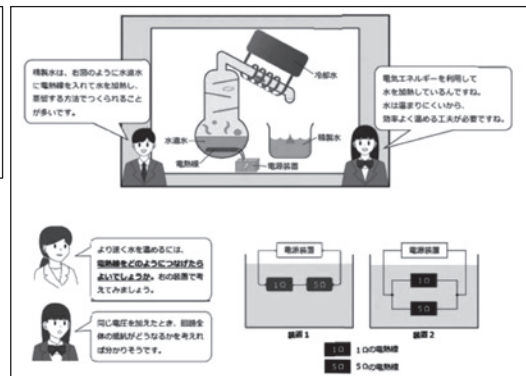 精製水は、右図のように水道水
に電熱線を入れて水を加熱し、
蒸留する方法でつくられること
が多いです。
冷却水
水道水
電熱線
電源装置
精製水
電気エネルギーを利用して
水を加熱しているんですね。
水は温まりにくいから、
効率よく温める工夫が必要ですね。
より速く水を温めるには、
電熱線をどのようにつなげたら
よいでしょうか。右の装置で考
えてみましょう。
同じ電圧を加えたとき、回路全
体の抵抗がどうなるかを考えれ
ば分かりそうです。
電源装置
1Ω 5Ω
装置1
電源装置
1Ω
5Ω
装置2
1Ω 1Ωの電熱線
5Ω 5Ωの電熱線